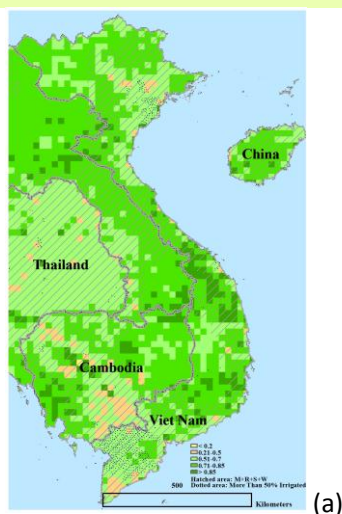 China
Thailand
Cambodia
Viet Nam
< 0.2
0.21-0.5
0.51-0.7
0.71-0.85
> 0.85
Hatched area: M+R+S+W
500 Dotted area: More Than 50% Irrigated
Kilometers
(a)